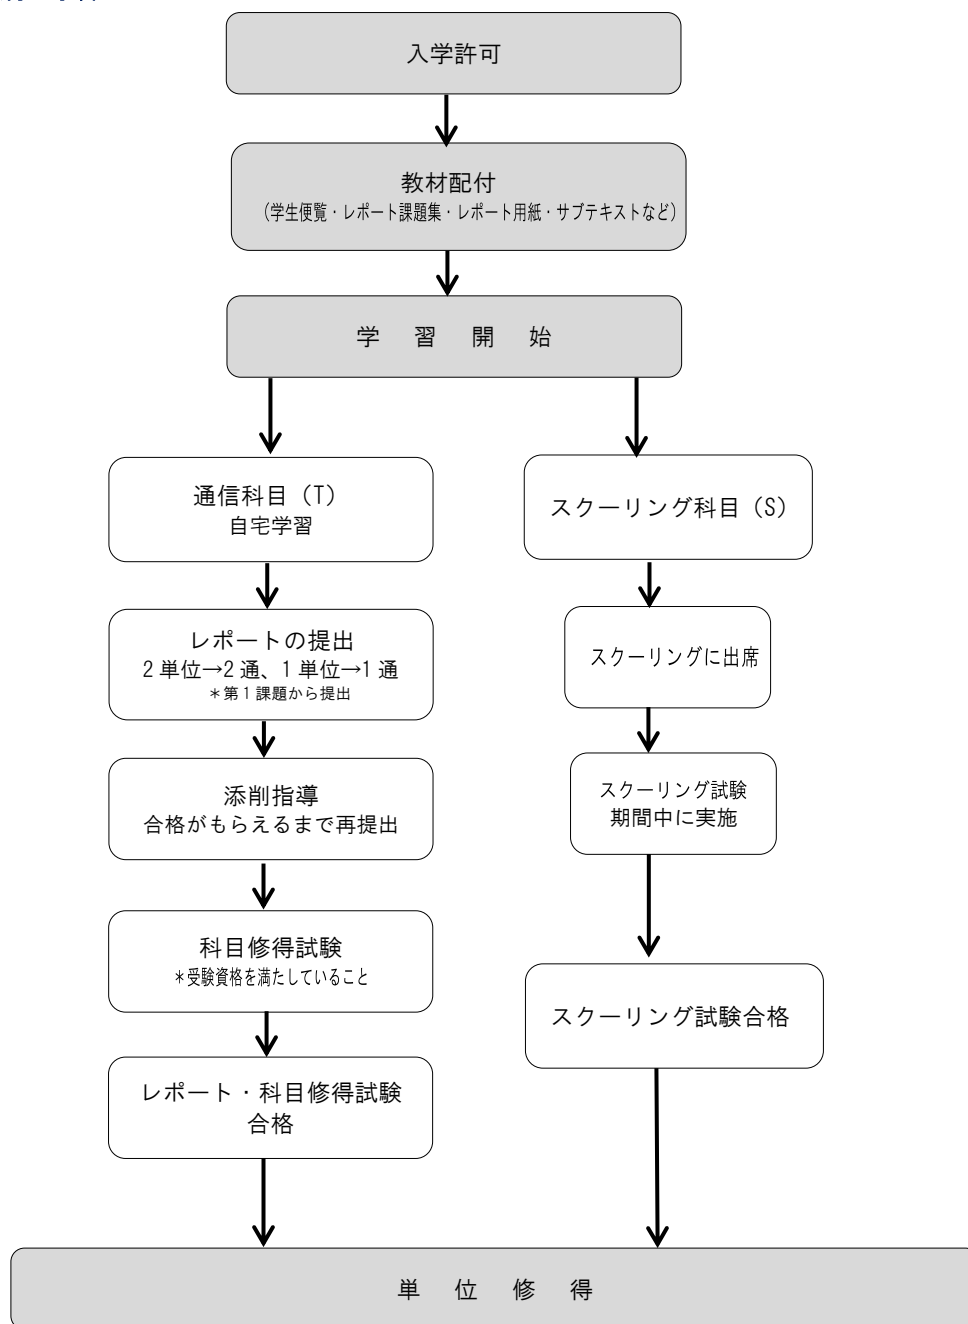 入学許可
教材配付
（学生便覧・レポート課題集・レポート用紙・サブテキストなど）
学 習 開 始
通信科目（T）
自宅学習
レポートの提出
2単位→2通、1単位→1通
＊第1課題から提出
添削指導
合格がもらえるまで再提出
科目修得試験
＊受験資格を満たしていること
レポート・科目修得試験
合格
スクーリング科目（S）
スクーリングに出席
スクーリング試験
期間中に実施
スクーリング試験合格
単 位 修 得